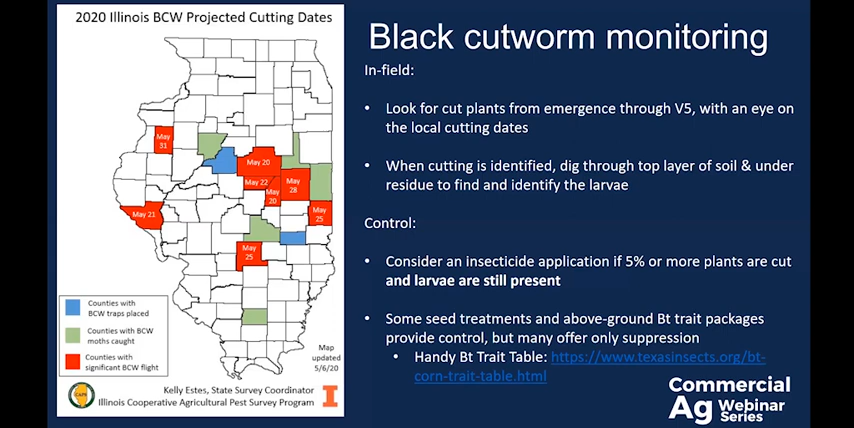 2020 Illinois BCW Projected Cutting Dates
May
31
May 20
May 22
May
28
May
20
May 21
May
25
May
25
Counties with
BCW traps placed
Counties with BCW
moths caught
Counties with
significant BCW flight
Map
updated
5/6/20
CAPS
Kelly Estes, State Survey Coordinator
Illinois Cooperative Agricultural Pest Survey Program
I
Black cutworm monitoring
In-field:
• Look for cut plants from emergence through V5, with an eye on
the local cutting dates
• When cutting is identified, dig through top layer of soil & under
residue to find and identify the larvae
Control:
• Consider an insecticide application if 5% or more plants are cut
and larvae are still present
• Some seed treatments and above-ground Bt trait packages
provide control, but many offer only suppression
• Handy Bt Trait Table: https://www.texasinsects.org/bt-
corn-trait-table.html
Commercial
Ag Webinar
Series